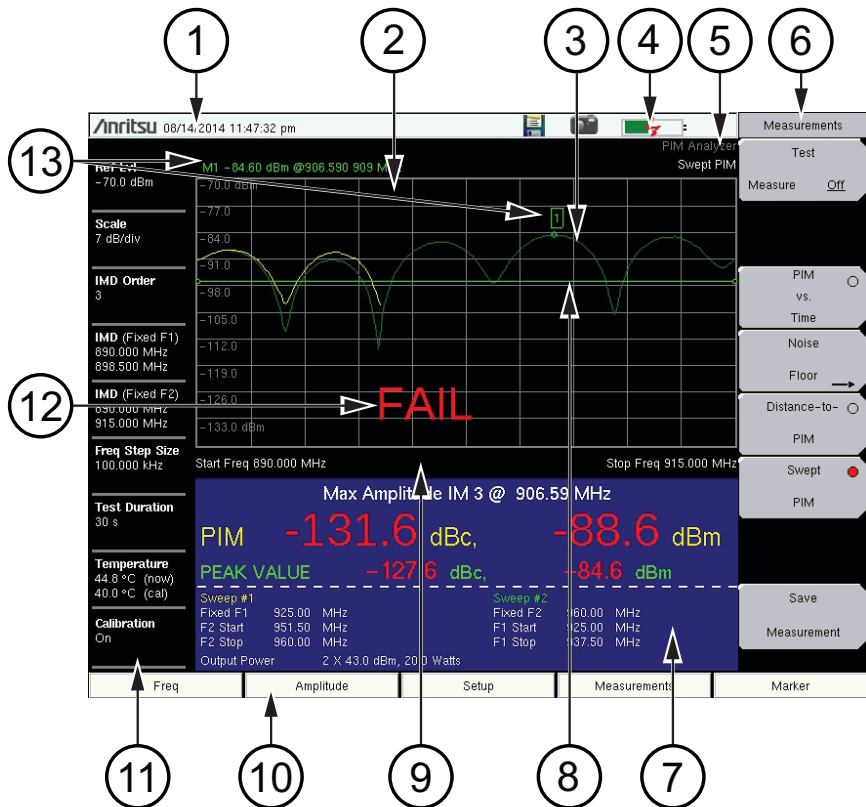 1 2 3 4 5 6
Anritsu 08/14/2014 11:47:32 pm
Measurements
PIM Analyzer
13
M1 -84.60 dBm @906.590 909 M
Swept PIM
Ref Lvl
-70.0 dBm
Scale
7 dB/div
IMD Order
3
IMD (Fixed F1)
890.000 MHz
898.500 MHz
IMD (Fixed F2)
890.000 MHz
915.000 MHz
Freq Step Size
100.000 kHz
Test Duration
30 s
Temperature
44.8 °C (now)
40.0 °C (cal)
Calibration
On
12
-70.0 dBm
-77.0
1
-84.0
-91.0
-98.0
-105.0
-112.0
-119.0
-126.0
-133.0 dBm
FAIL
Start Freq 890.000 MHz
Stop Freq 915.000 MHz
Max Amplitude IM 3 @ 906.59 MHz
PIM -131.6 dBc, -88.6 dBm
PEAK VALUE -127.6 dBc, -84.6 dBm
Sweep #1
Fixed F1 925.00 MHz
F2 Start 951.50 MHz
F2 Stop 960.00 MHz
Sweep #2
Fixed F2 960.00 MHz
F1 Start 925.00 MHz
F1 Stop 937.50 MHz
Output Power 2 X 43.0 dBm, 20.0 Watts
Test
Measure Off
PIM
vs.
Time
Noise
Floor
Distance-to-
PIM
Swept
PIM
Save
Measurement
Freq Amplitude Setup Measurements Marker
11 10 9 8 7